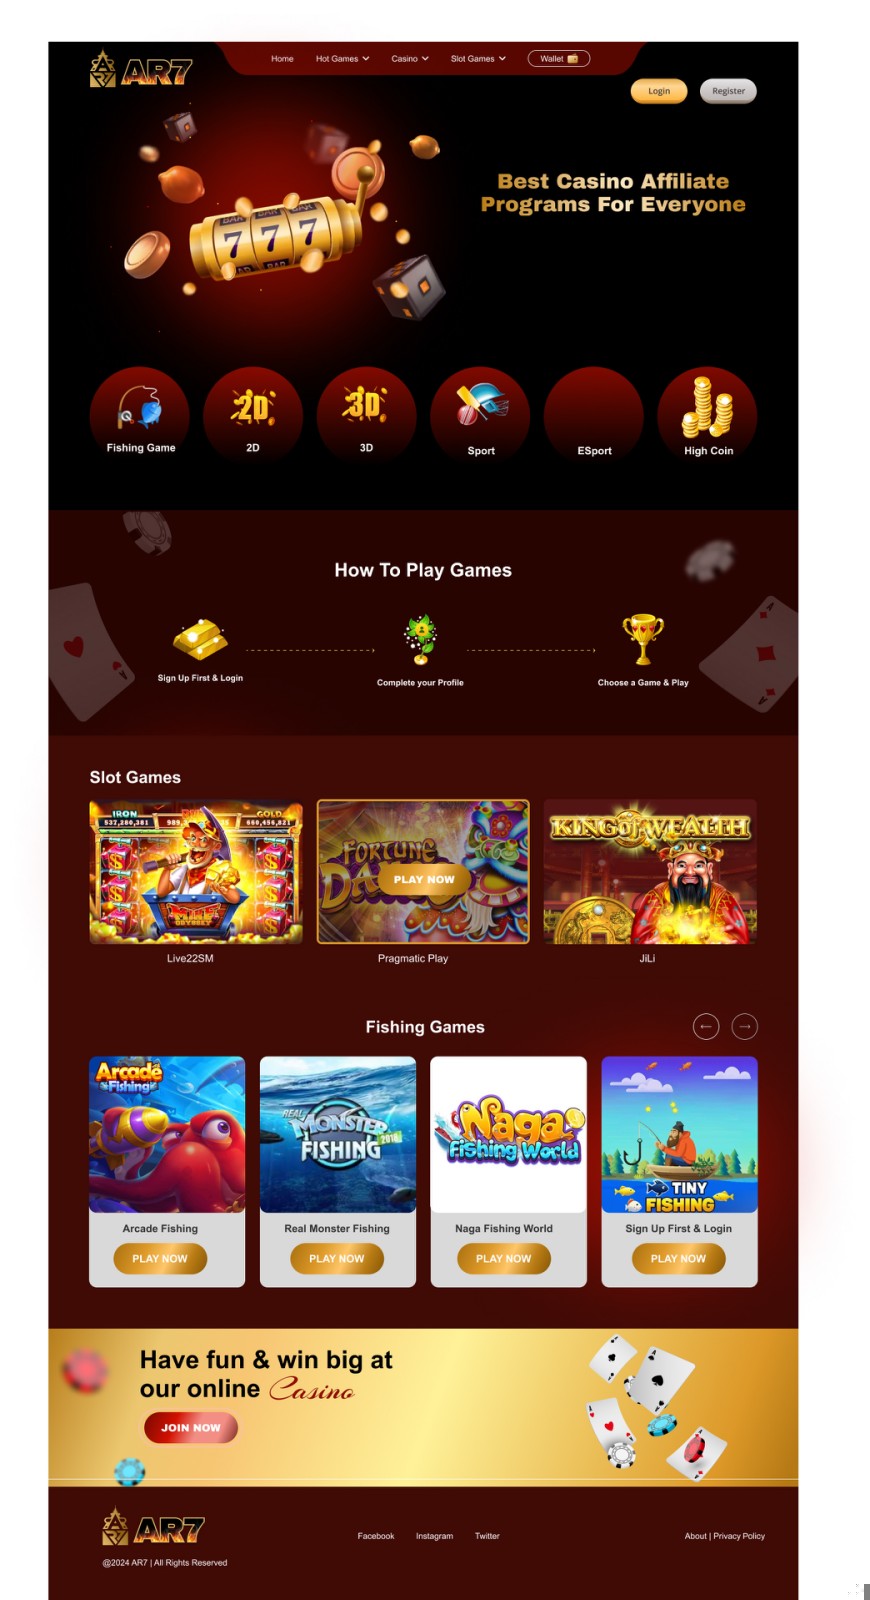 AR7
Home
Hot Games
Casino
Slot Games
Wallet
Login
Register
Best Casino Affiliate
Programs For Everyone
7 7 7
Fishing Game
2D
2D
3D
3D
Sport
ESport
High Coin
How To Play Games
Sign Up First & Login
Complete your Profile
Choose a Game & Play
Slot Games
FORTUNE
PLAY NOW
KING OF WEALTH
Live22SM
Pragmatic Play
JiLi
Fishing Games
Arcade
Fishing
Arcade Fishing
PLAY NOW
REAL
MONSTER
FISHING
Real Monster Fishing
PLAY NOW
Naga
Fishing World
Naga Fishing World
PLAY NOW
TINY
FISHING
Sign Up First & Login
PLAY NOW
Have fun & win big at
our online Casino
JOIN NOW
AR7
@2024 AR7 | All Rights Reserved
Facebook
Instagram
Twitter
About | Privacy Policy